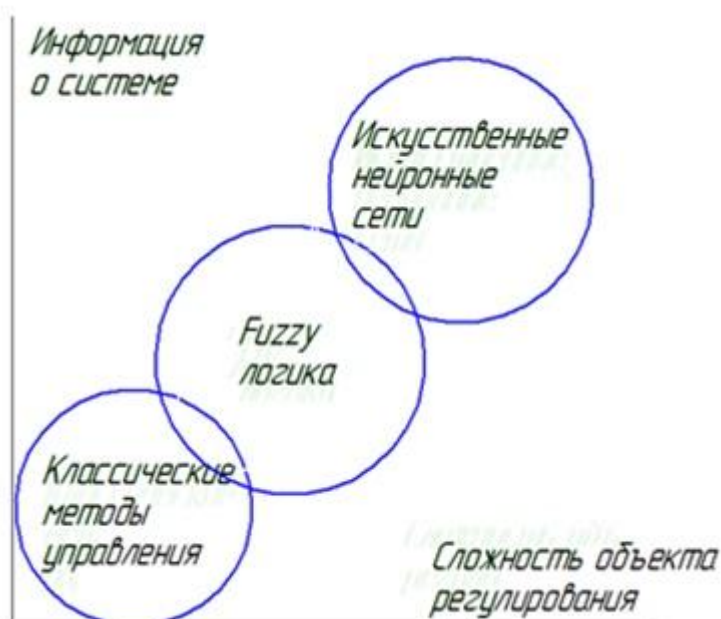 Информация
о системе
Искусственные
нейронные
сети
Fuzzy
логика
Классические
методы
управления
Сложность объекта
регулирования